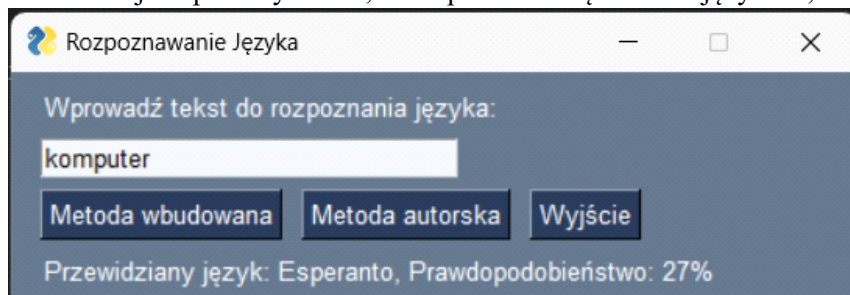 Rozpoznawanie Języka
Wprowadź tekst do rozpoznania języka:
komputer
Metoda wbudowana Metoda autorska Wyjście
Przewidziany język: Esperanto, Prawdopodobieństwo: 27%